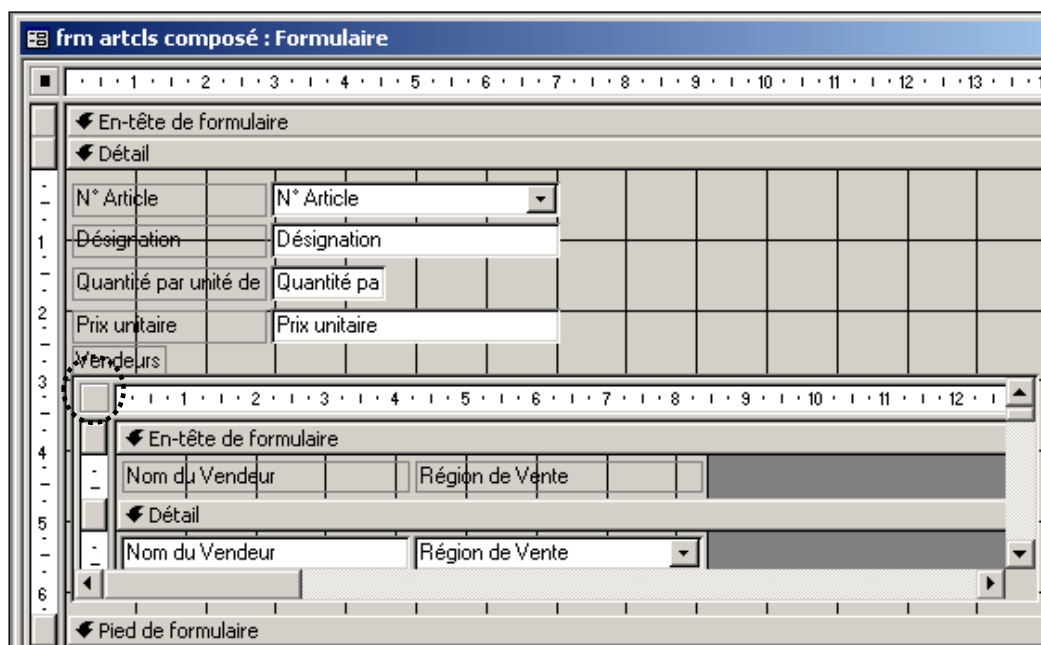 frm artcls composé : Formulaire
1 2 3 4 5 6 7 8 9 10 11 12 13
En-tête de formulaire
Détail
N° Article N° Article
1
Désignation Désignation
Quantité par unité de Quantité pa
2
Prix unitaire Prix unitaire
Vendeurs
3
1 2 3 4 5 6 7 8 9 10 11 12
En-tête de formulaire
4
Nom du Vendeur Région de Vente
5
Détail
Nom du Vendeur Région de Vente
6
Pied de formulaire